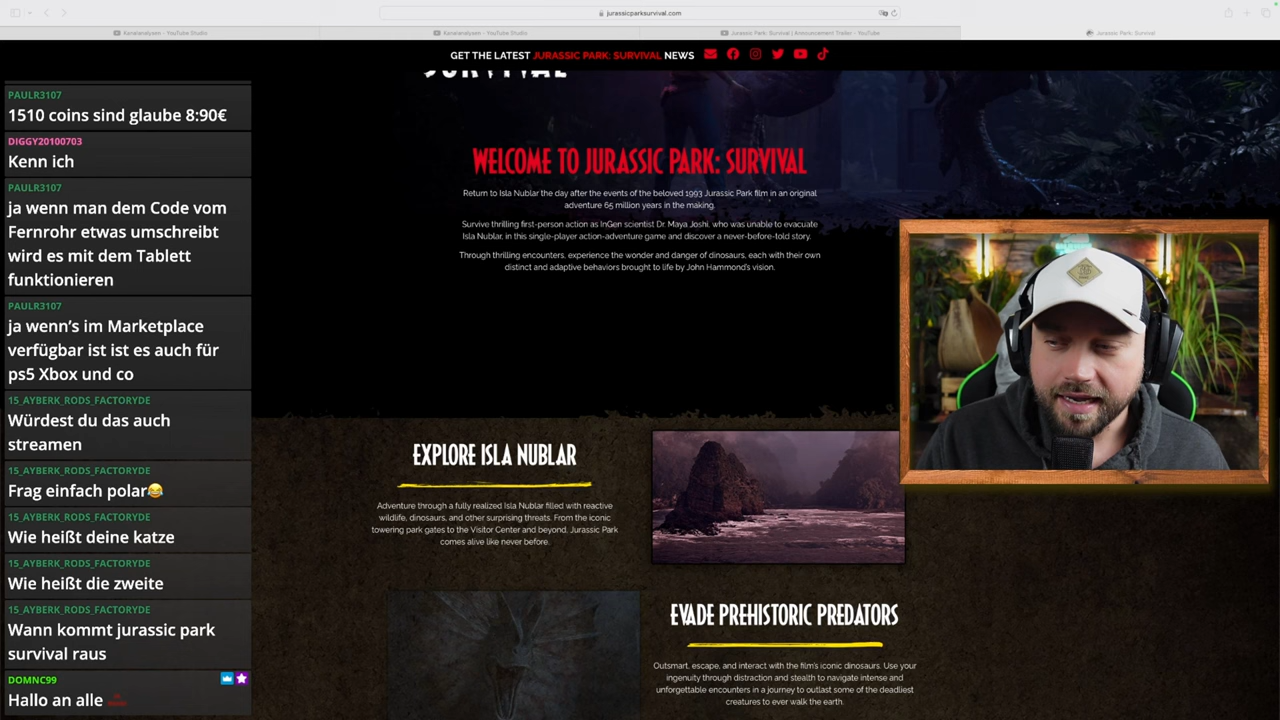 jurassicparksurvival.com
Kanalanalysen - YouTube Studio
Kanalanalysen - YouTube Studio
Jurassic Park: Survival | Announcement Trailer - YouTube
Jurassic Park: Survival
GET THE LATEST JURASSIC PARK: SURVIVAL NEWS
SURVIVAL
PAULR3107
1510 coins sind glaube 8:90€
DIGGY20100703
Kenn ich
PAULR3107
ja wenn man dem Code vom
Fernrohr etwas umschreibt
wird es mit dem Tablett
funktionieren
PAULR3107
ja wenn's im Marketplace
verfügbar ist ist es auch für
ps5 Xbox und co
15_AYBERK_RODS_FACTORYDE
Würdest du das auch
streamen
15_AYBERK_RODS_FACTORYDE
Frag einfach polar😂
15_AYBERK_RODS_FACTORYDE
Wie heißt deine katze
15_AYBERK_RODS_FACTORYDE
Wie heißt die zweite
15_AYBERK_RODS_FACTORYDE
Wann kommt jurassic park
survival raus
DOMNC99
Hallo an alle
WELCOME TO JURASSIC PARK: SURVIVAL
Return to Isla Nublar the day after the events of the beloved 1993 Jurassic Park film in an original
adventure 65 million years in the making.
Survive thrilling first-person action as InGen scientist Dr. Maya Joshi, who was unable to evacuate
Isla Nublar, in this single-player action-adventure game and discover a never-before-told story.
Through thrilling encounters, experience the wonder and danger of dinosaurs, each with their own
distinct and adaptive behaviors brought to life by John Hammond's vision.
EXPLORE ISLA NUBLAR
Adventure through a fully realized Isla Nublar filled with reactive
wildlife, dinosaurs, and other surprising threats. From the iconic
towering park gates to the Visitor Center and beyond, Jurassic Park
comes alive like never before.
EVADE PREHISTORIC PREDATORS
Outsmart, escape, and interact with the film's iconic dinosaurs. Use your
ingenuity through distraction and stealth to navigate intense and
unforgettable encounters in a journey to outlast some of the deadliest
creatures to ever walk the earth.